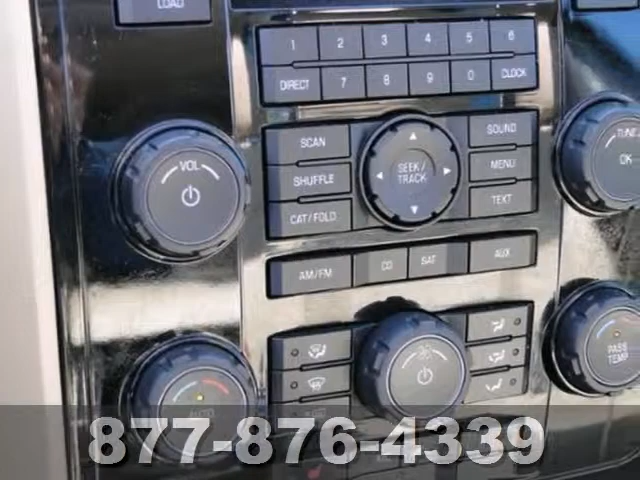 LOAD
1 2 3 4 5 6
DIRECT 7 8 9 0 CLOCK
SCAN SOUND
VOL SEEK/ TUNE
SHUFFLE TRACK MENU OK
CAT/FOLD TEXT
AM/FM CD SAT AUX
PASS
TEMP
AUTO
877-876-4339